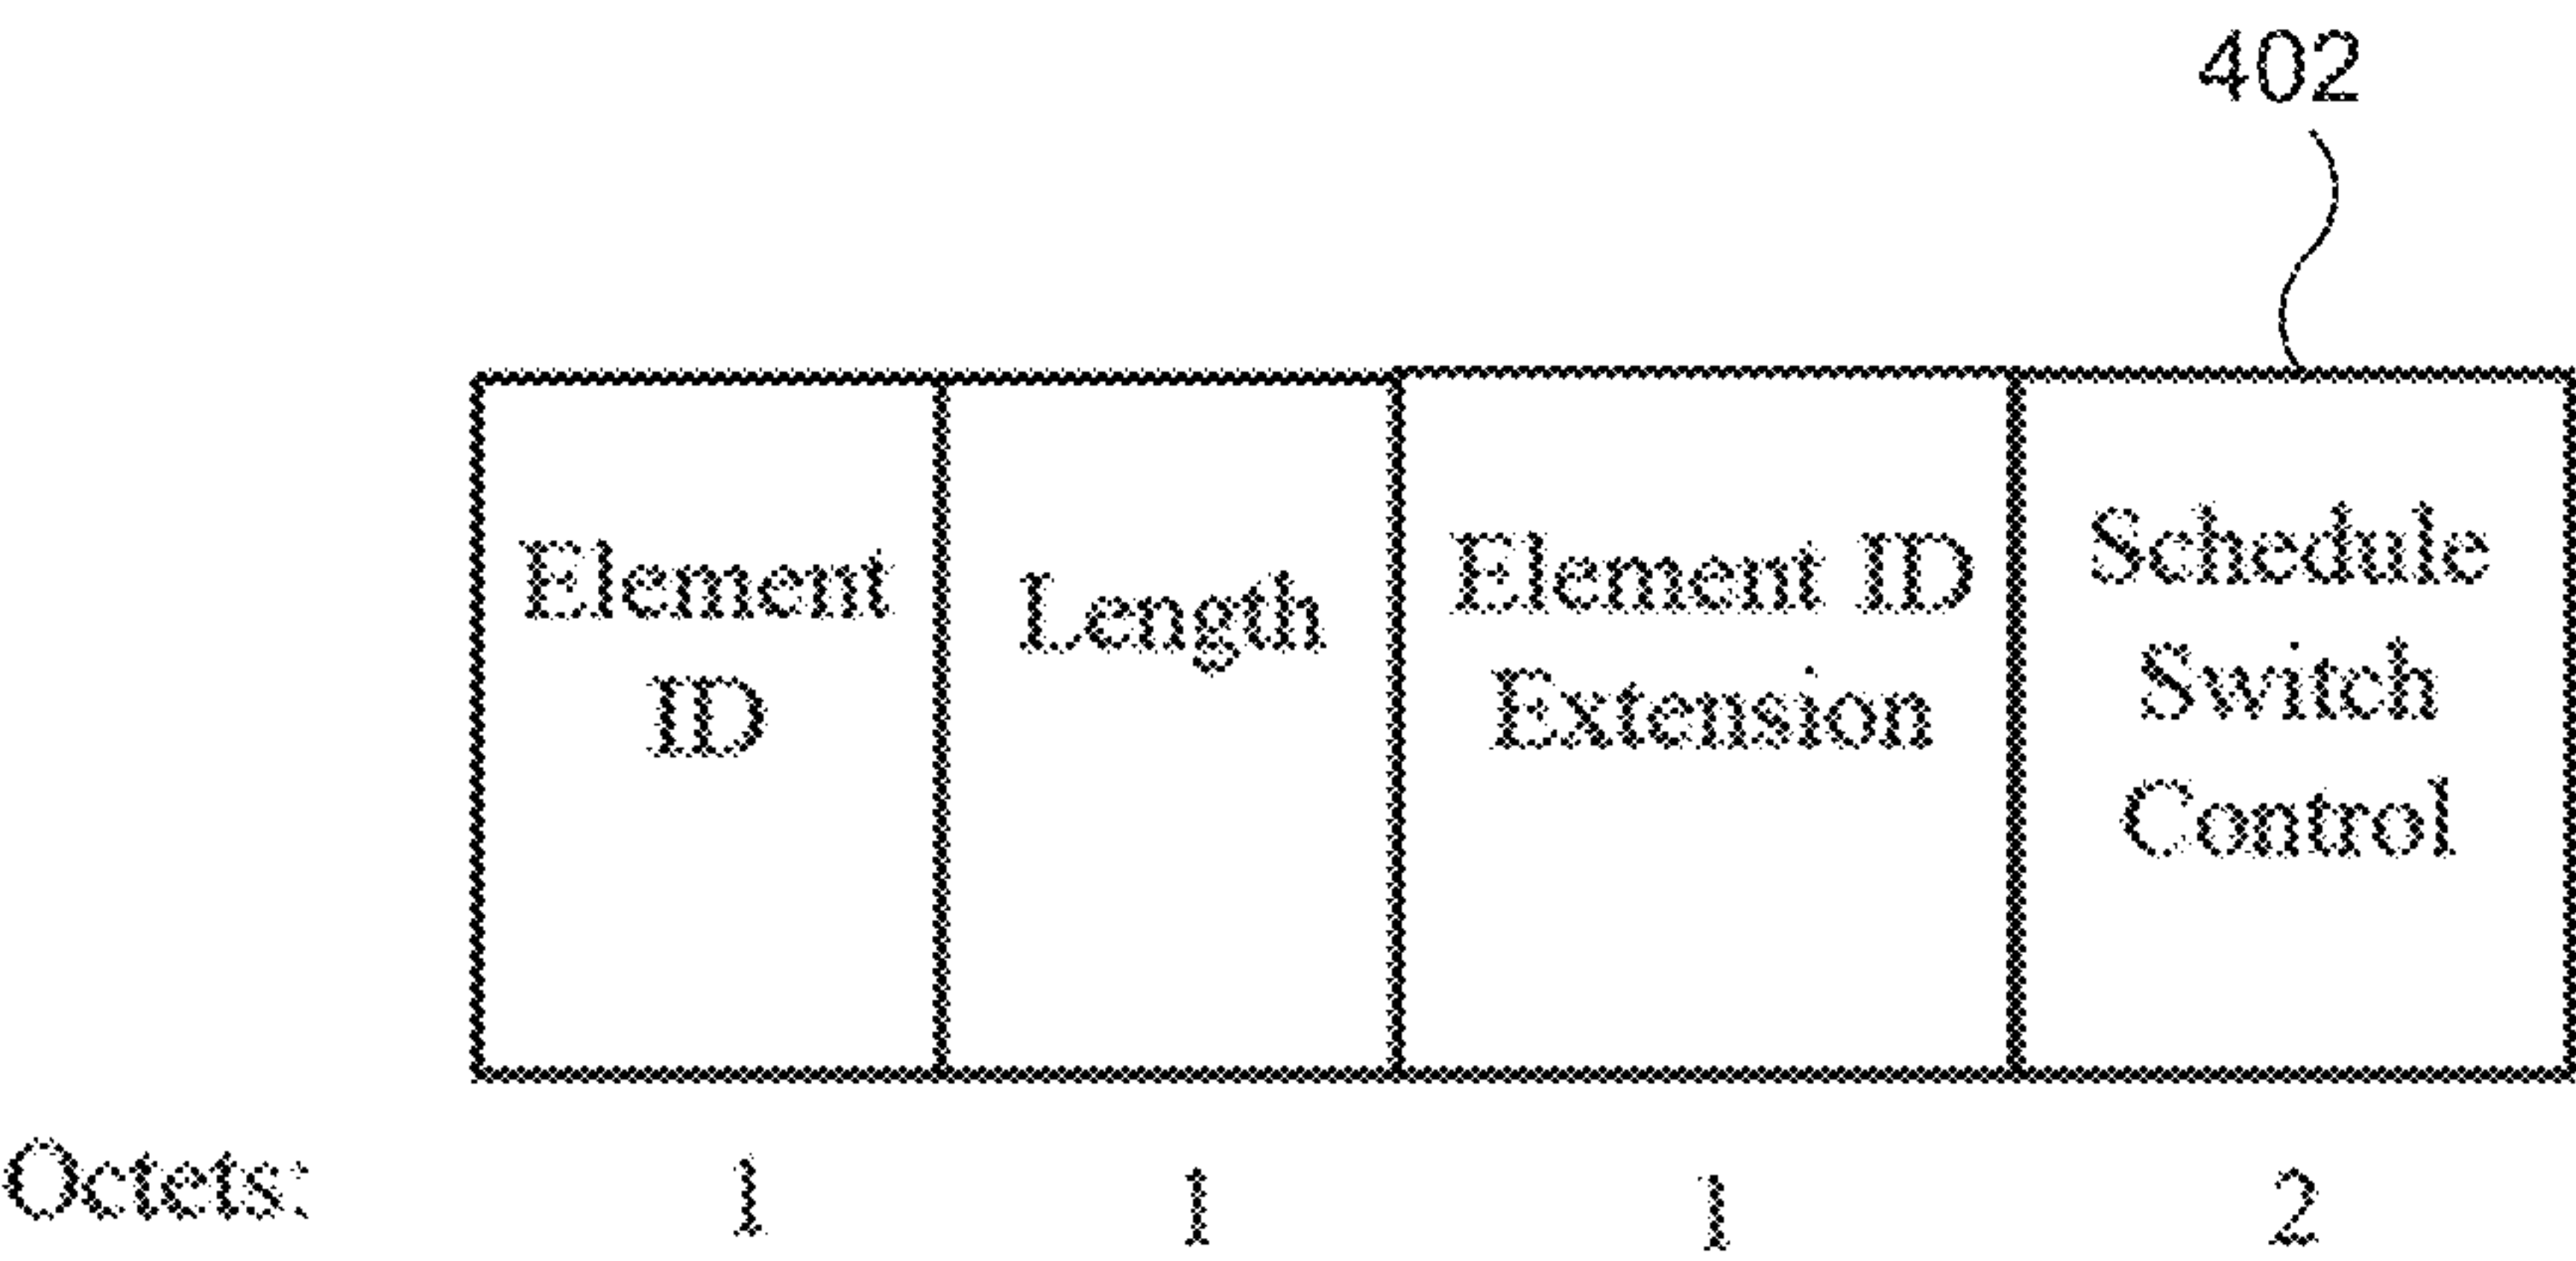 402
Element
ID
Length
Element ID
Extension
Schedule
Switch
Control
Octets: 1 1 1 2